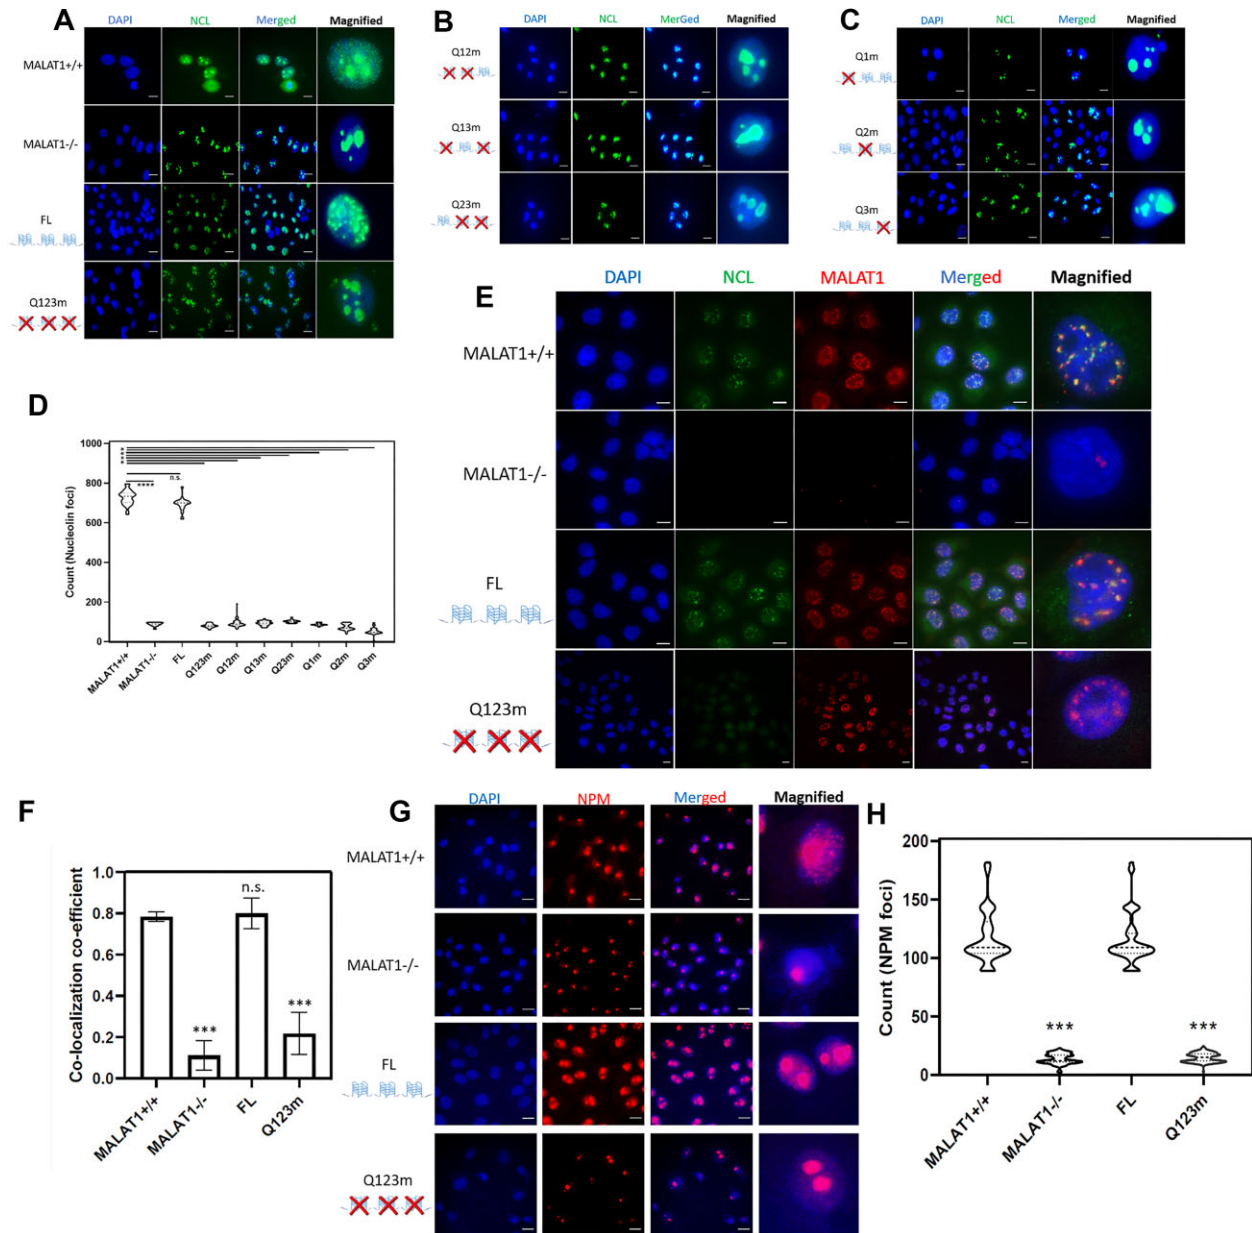 A
DAPI NCL Merged Magnified
MALAT1+/+
MALAT1-/-
FL
Q123m
B
DAPI NCL MerGed Magnified
Q12m
Q13m
Q23m
C
DAPI NCL Merged Magnified
Q1m
Q2m
Q3m
D
Count (Nucleolin foci)
1000
800
600
400
200
0
****
n.s.
MALAT1+/+ MALAT1-/- FL Q123m Q12m Q13m Q23m Q1m Q2m Q3m
E
DAPI NCL MALAT1 Merged Magnified
MALAT1+/+
MALAT1-/-
FL
Q123m
F
Co-localization co-efficient
1.0
0.8
0.6
0.4
0.2
0.0
n.s.
***
***
MALAT1+/+ MALAT1-/- FL Q123m
G
DAPI NPM Merged Magnified
MALAT1+/+
MALAT1-/-
FL
Q123m
H
Count (NPM foci)
200
150
100
50
0
*** ***
MALAT1+/+ MALAT1-/- FL Q123m